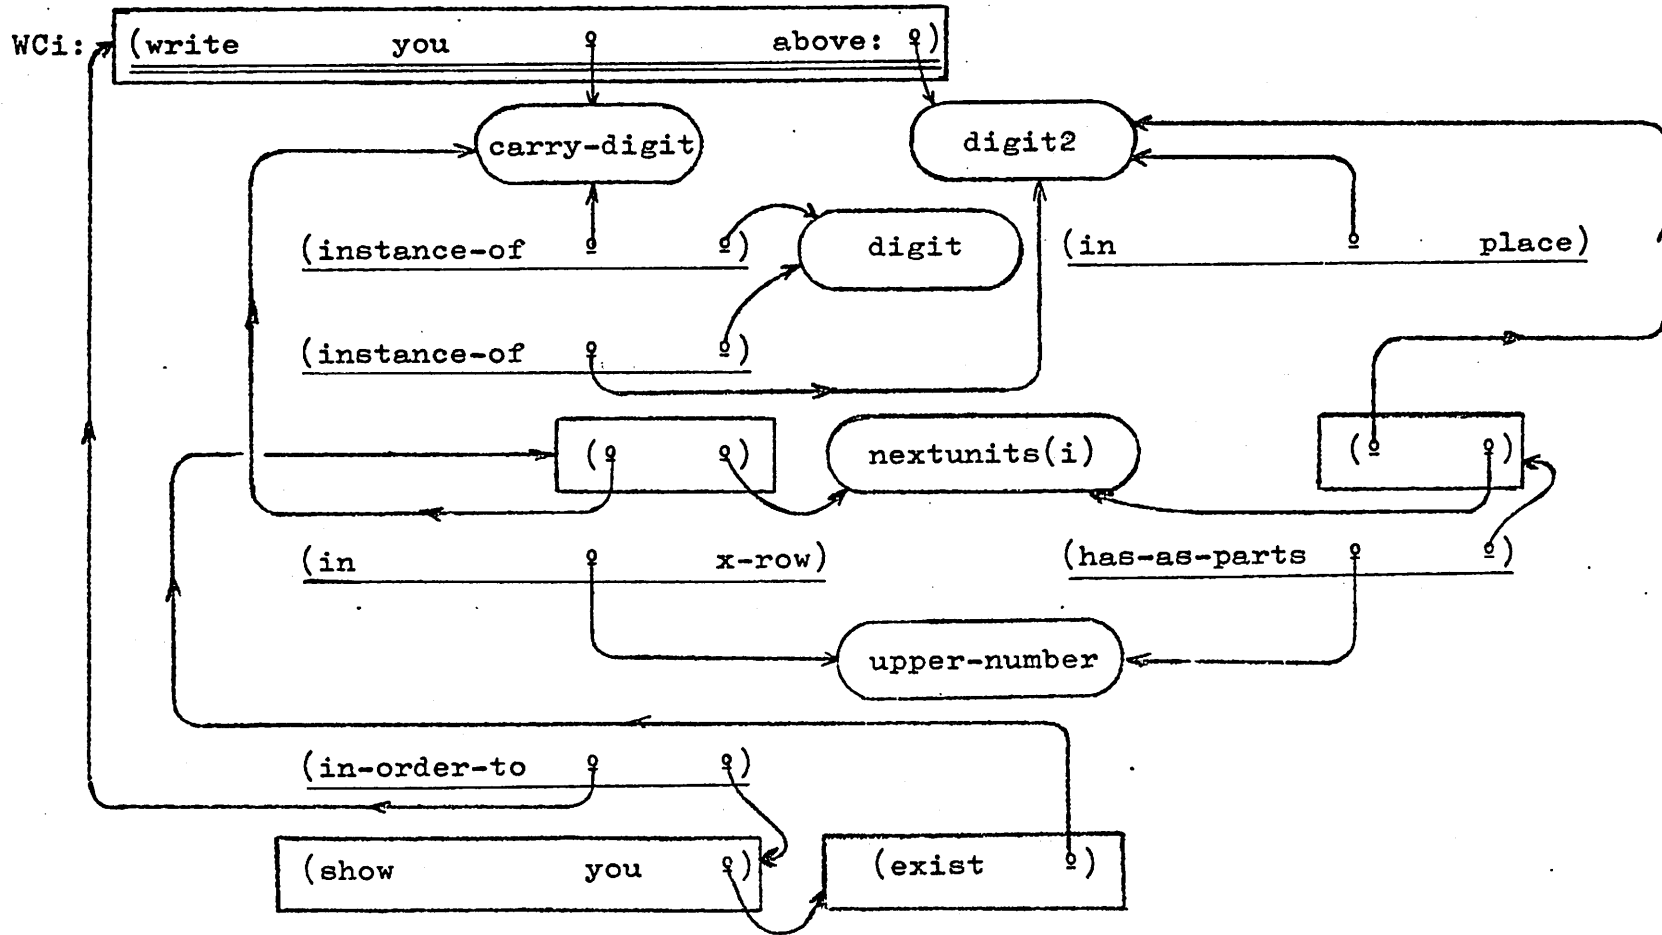 WCi: (write you o above: o)
carry-digit digit2
(instance-of o o) digit (in o place)
(instance-of o o)
(o o) nextunits(i) (o o)
(in o x-row) (has-as-parts o o)
upper-number
(in-order-to o o)
(show you o) (exist o)